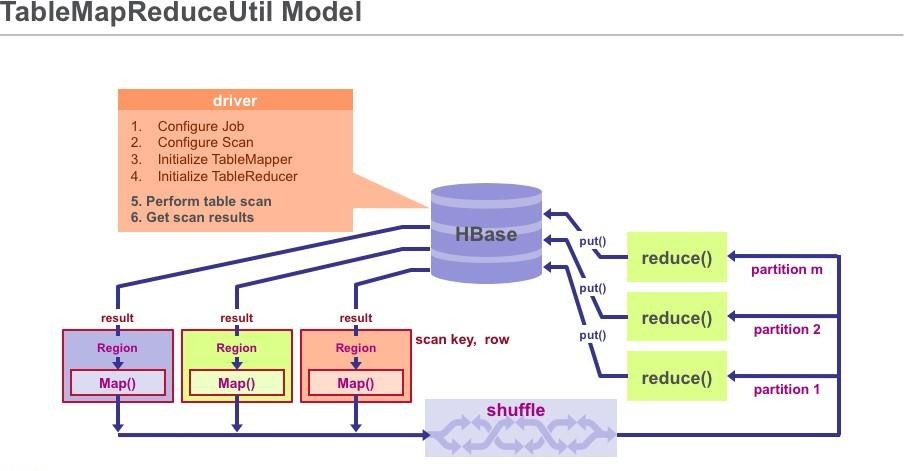 TableMapReduceUtil Model
driver
1. Configure Job
2. Configure Scan
3. Initialize TableMapper
4. Initialize TableReducer
5. Perform table scan
6. Get scan results
HBase
put()
put()
put()
reduce()
reduce()
reduce()
partition m
partition 2
partition 1
result
result
result
scan key, row
Region
Region
Region
Map()
Map()
Map()
shuffle